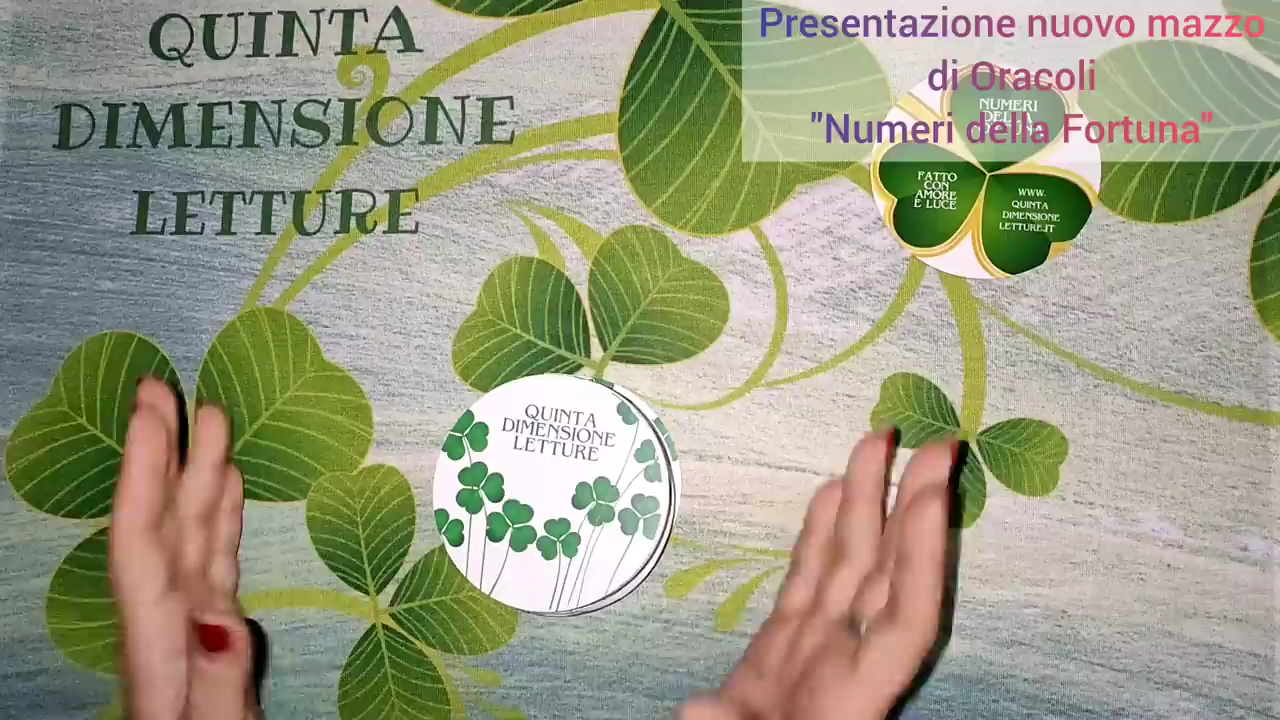 QUINTA
DIMENSIONE
LETTURE
Presentazione nuovo mazzo
di Oracoli
"Numeri della Fortuna"
NUMERI
DELLA
FATTO
CON
AMORE
E LUCE
WWW.
QUINTA
DIMENSIONE
LETTURE.IT
QUINTA
DIMENSIONE
LETTURE